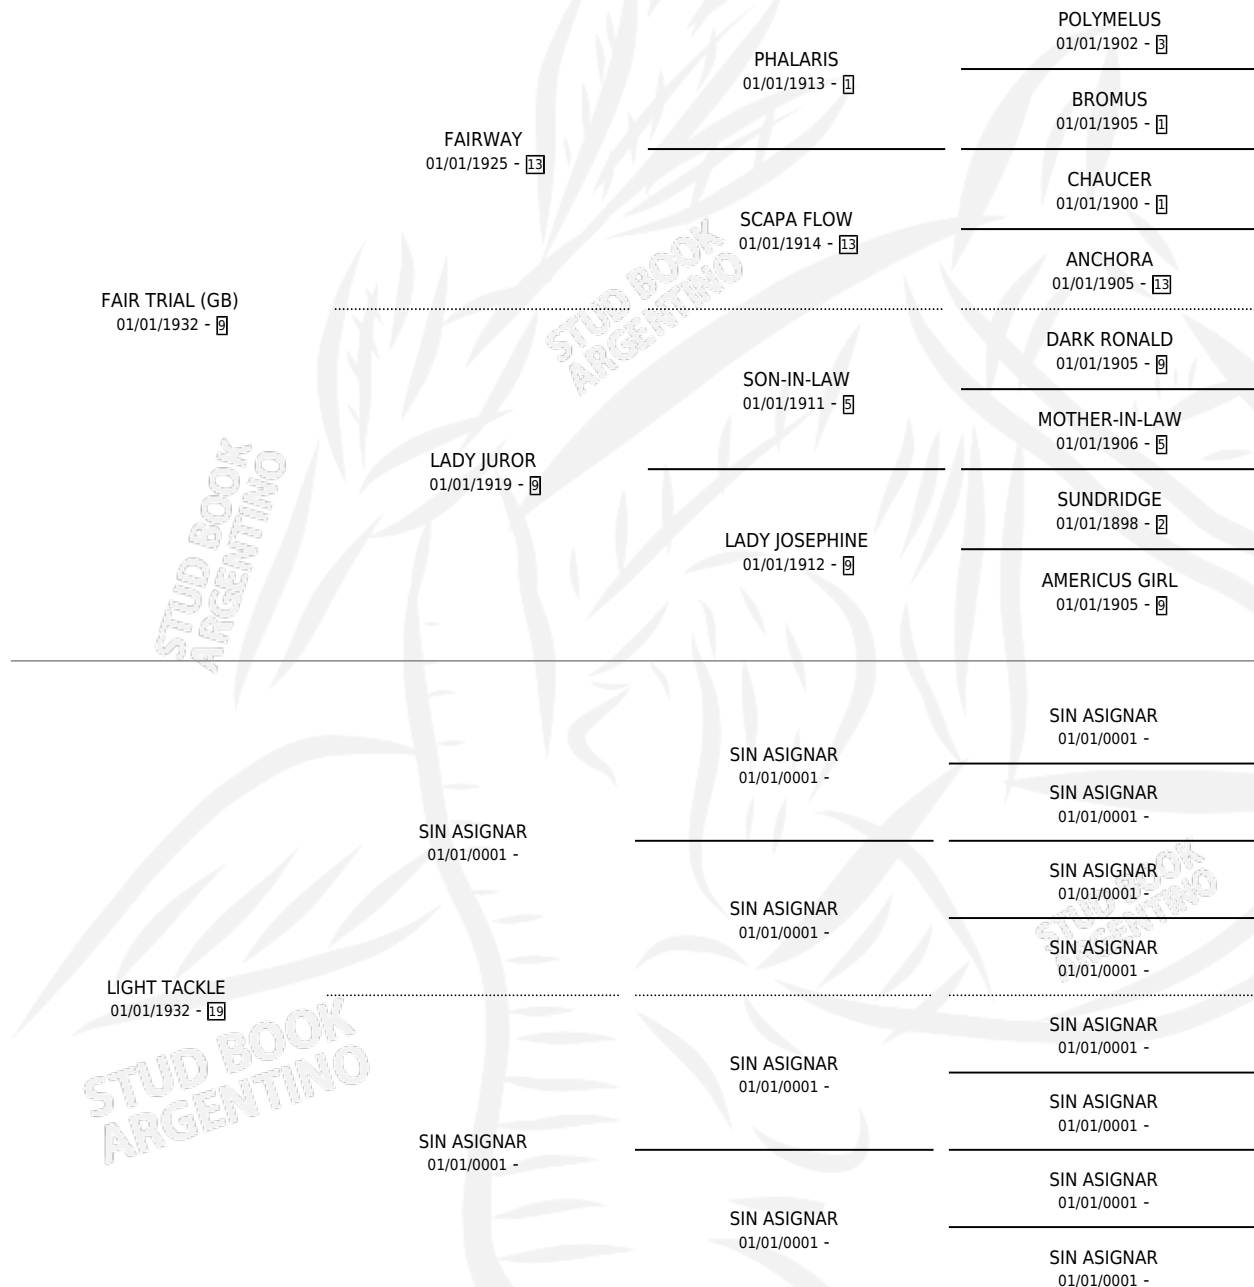 POLYMELUS
01/01/1902 - 3
PHALARIS
01/01/1913 - 1
BROMUS
01/01/1905 - 1
FAIRWAY
01/01/1925 - 13
CHAUCER
01/01/1900 - 1
SCAPA FLOW
01/01/1914 - 13
ANCHORA
01/01/1905 - 13
FAIR TRIAL (GB)
01/01/1932 - 9
DARK RONALD
01/01/1905 - 9
SON-IN-LAW
01/01/1911 - 5
MOTHER-IN-LAW
01/01/1906 - 5
LADY JUROR
01/01/1919 - 9
SUNDRIDGE
01/01/1898 - 2
LADY JOSEPHINE
01/01/1912 - 9
AMERICUS GIRL
01/01/1905 - 9
STUD BOOK
ARGENTINO
STUD BOOK
ARGENTINO
SIN ASIGNAR
01/01/0001 -
SIN ASIGNAR
01/01/0001 -
SIN ASIGNAR
01/01/0001 -
SIN ASIGNAR
01/01/0001 -
SIN ASIGNAR
01/01/0001 -
SIN ASIGNAR
01/01/0001 -
SIN ASIGNAR
01/01/0001 -
STUD BOOK
ARGENTINO
LIGHT TACKLE
01/01/1932 - 19
SIN ASIGNAR
01/01/0001 -
SIN ASIGNAR
01/01/0001 -
SIN ASIGNAR
01/01/0001 -
SIN ASIGNAR
01/01/0001 -
SIN ASIGNAR
01/01/0001 -
SIN ASIGNAR
01/01/0001 -
SIN ASIGNAR
01/01/0001 -
STUD BOOK
ARGENTINO